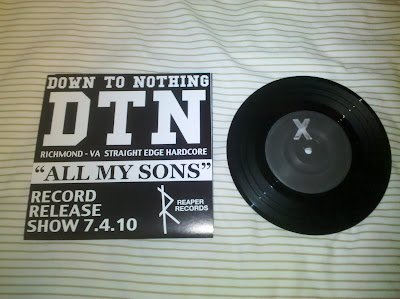 DOWN TO NOTHING
DTN
RICHMOND - VA STRAIGHT EDGE HARDCORE
"ALL MY SONS"
RECORD
RELEASE
SHOW 7.4.10
REAPER
RECORDS
X